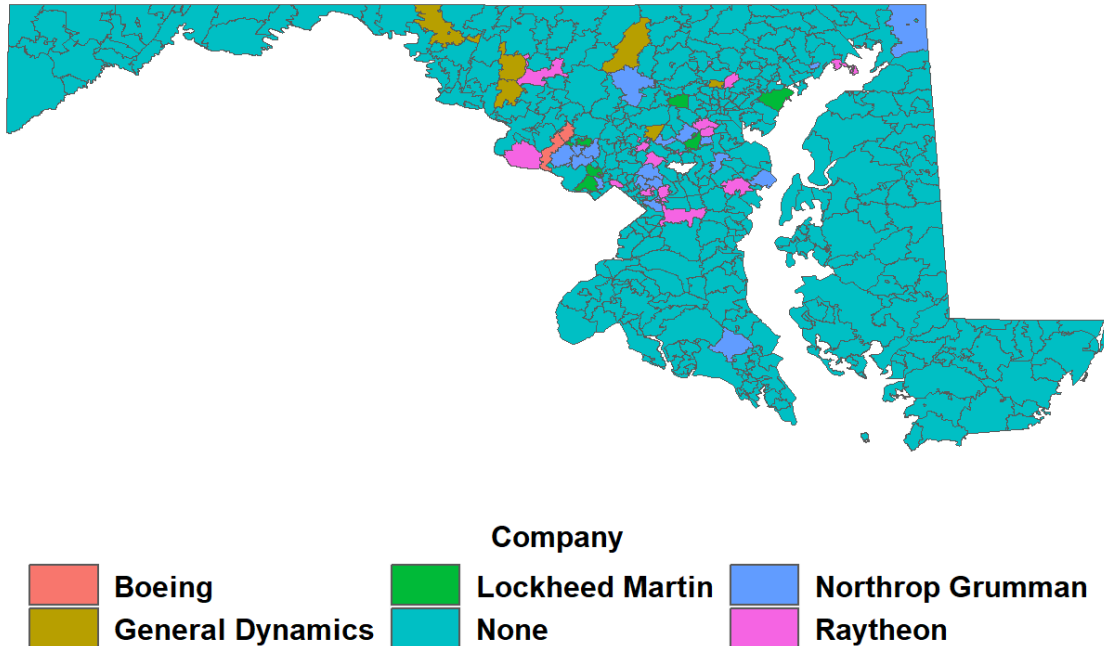 Company
Boeing
Lockheed Martin
Northrop Grumman
General Dynamics
None
Raytheon